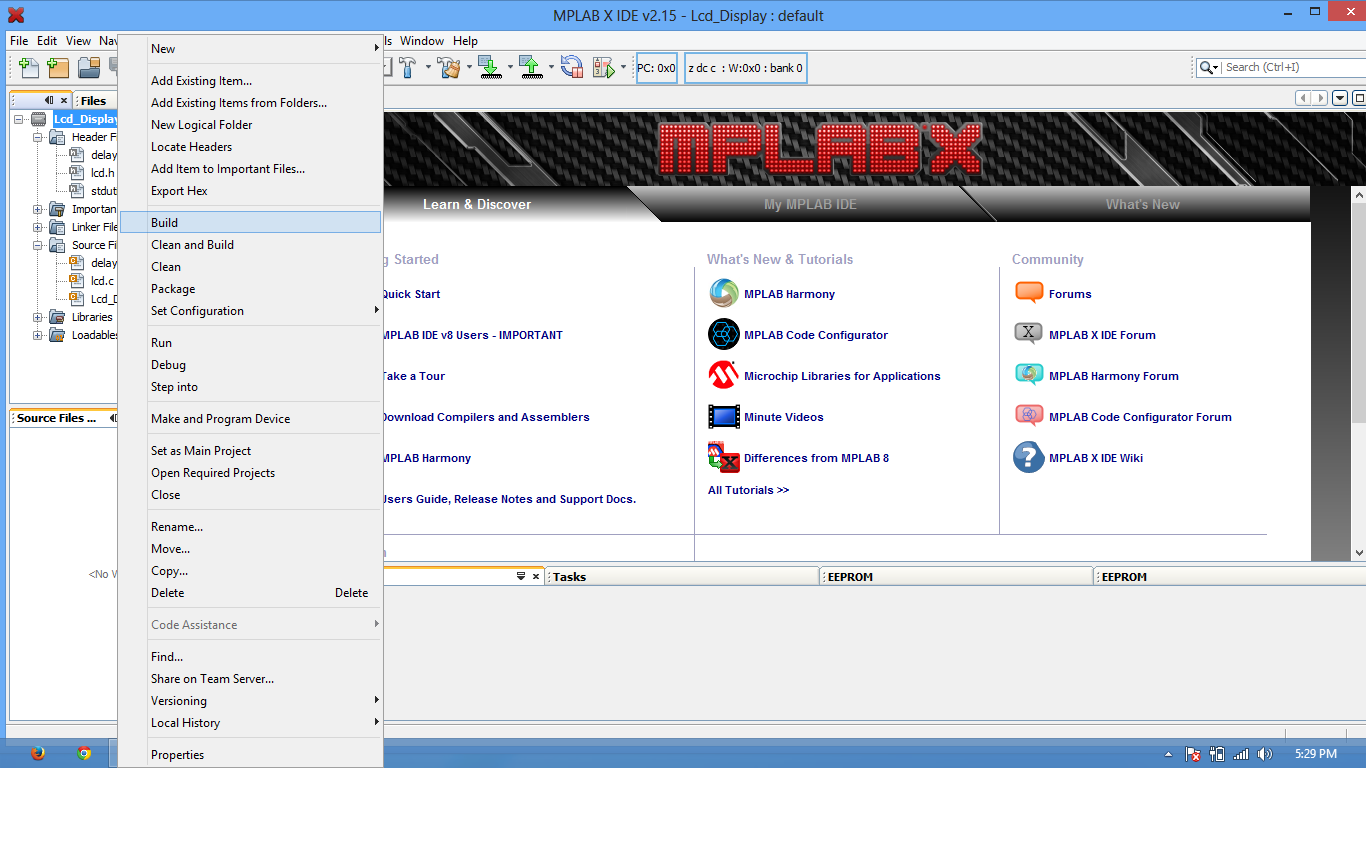 MPLAB X IDE v2.15 - Lcd_Display : default
File Edit View Nav
Window Help
PC: 0x0
z dc c : W:0x0 : bank 0
Search (Ctrl+I)
Files
Lcd_Display
Header Fi
delay
lcd.h
stdut
Importan
Linker File
Source Fi
delay
lcd.c
Lcd_D
Libraries
Loadables
Source Files ...
<No V
New
Add Existing Item...
Add Existing Items from Folders...
New Logical Folder
Locate Headers
Add Item to Important Files...
Export Hex
Build
Clean and Build
Clean
Package
Set Configuration
Run
Debug
Step into
Make and Program Device
Set as Main Project
Open Required Projects
Close
Rename...
Move...
Copy...
Delete Delete
Code Assistance
Find...
Share on Team Server...
Versioning
Local History
Properties
MPLAB X
Learn & Discover
My MPLAB IDE
What's New
g Started
Quick Start
MPLAB IDE v8 Users - IMPORTANT
Take a Tour
Download Compilers and Assemblers
MPLAB Harmony
Users Guide, Release Notes and Support Docs.
What's New & Tutorials
MPLAB Harmony
MPLAB Code Configurator
Microchip Libraries for Applications
Minute Videos
Differences from MPLAB 8
All Tutorials >>
Community
Forums
MPLAB X IDE Forum
MPLAB Harmony Forum
MPLAB Code Configurator Forum
MPLAB X IDE Wiki
Tasks
EEPROM
EEPROM
5:29 PM